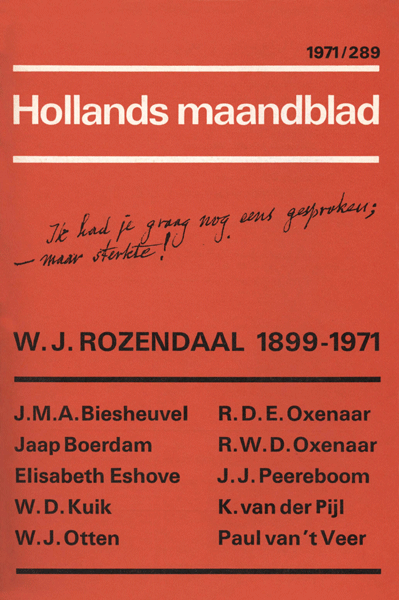 1971/289
Hollands maandblad
Ik had je graag nog eens gesproken;
— maar sterkte!
W.J. ROZENDAAL 1899-1971
J.M.A. Biesheuvel R.D.E. Oxenaar
Jaap Boerdam R.W.D. Oxenaar
Elisabeth Eshove J.J. Peereboom
W.D. Kuik K. van der Pijl
W.J. Otten Paul van 't Veer